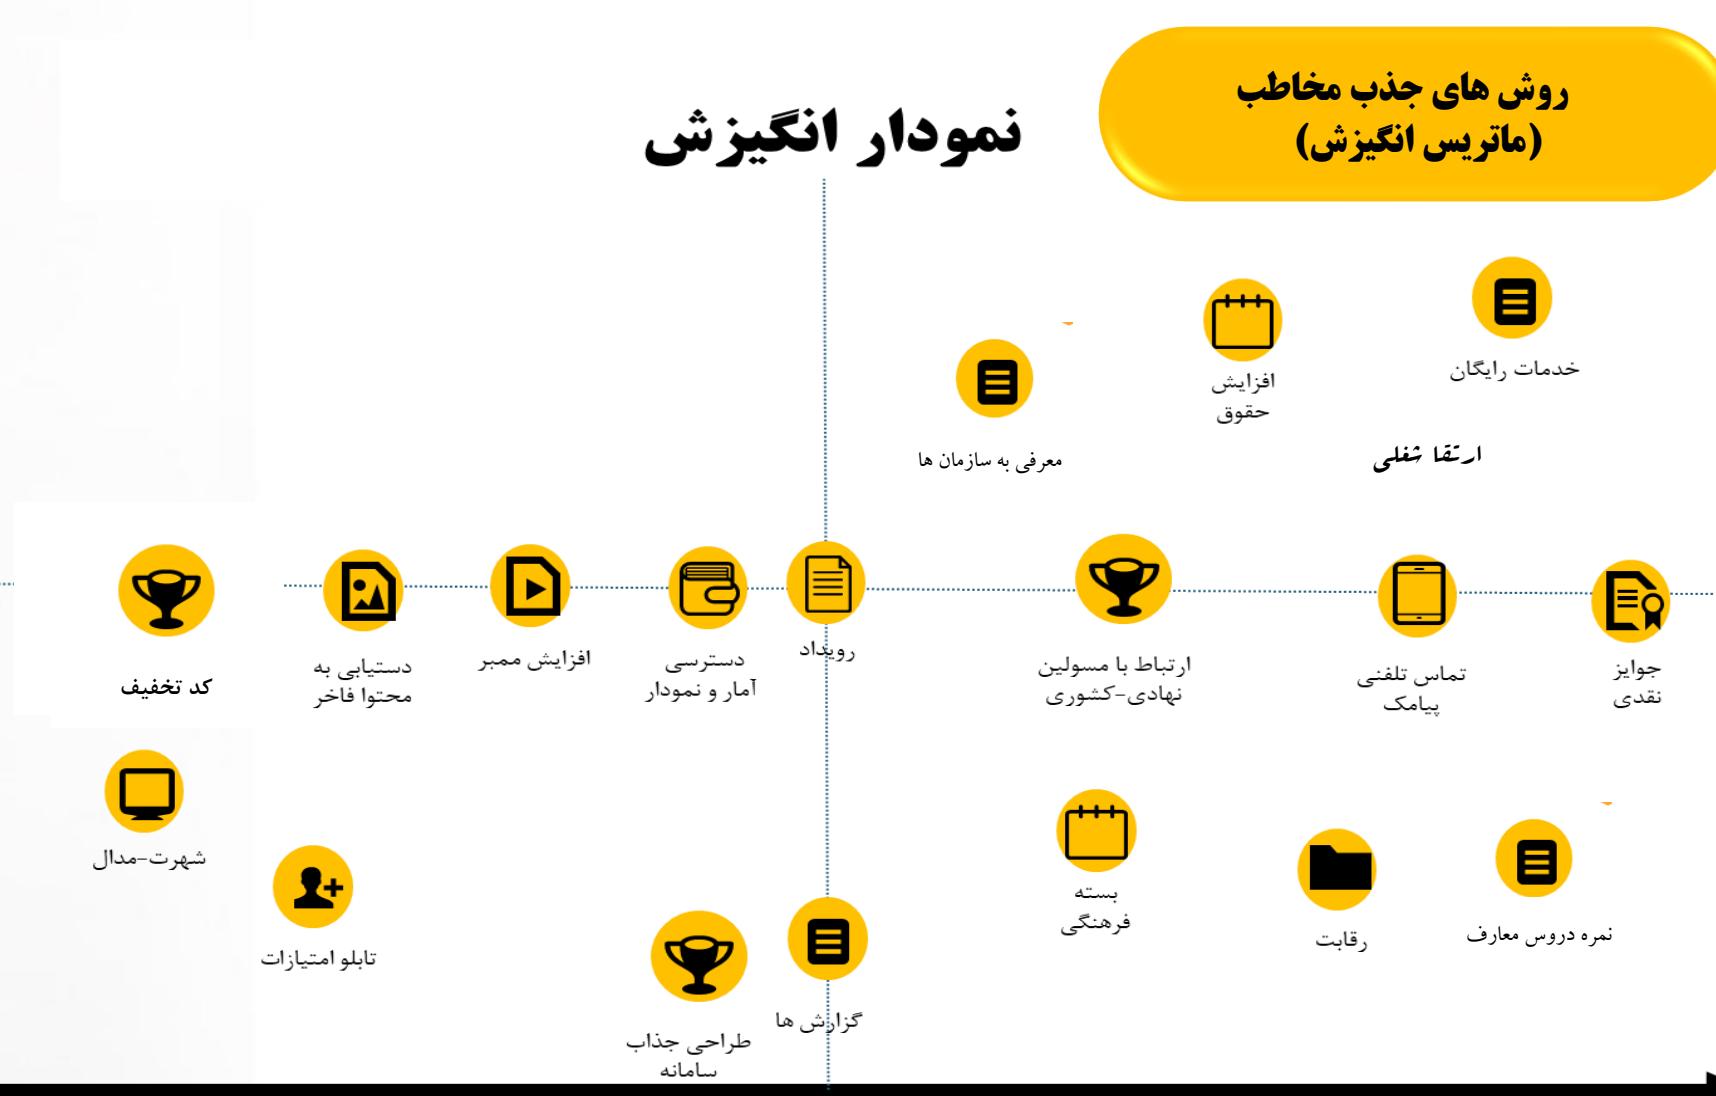 روش های جذب مخاطب
(ماتریس انگیزش)
نمودار انگیزش
خدمات رایگان
افزایش
حقوق
معرفی به سازمان ها
ارتقا شغلی
جوایز
نقدی
تماس تلفنی
پیامک
ارتباط با مسولین
نهادی-کشوری
رویداد
دسترسی
آمار و نمودار
افزایش ممبر
دستیابی به
محتوا فاخر
کد تخفیف
نمره دروس معارف
رقابت
بسته
فرهنگی
گزارش ها
طراحی جذاب
سامانه
تابلو امتیازات
شهرت-مدال